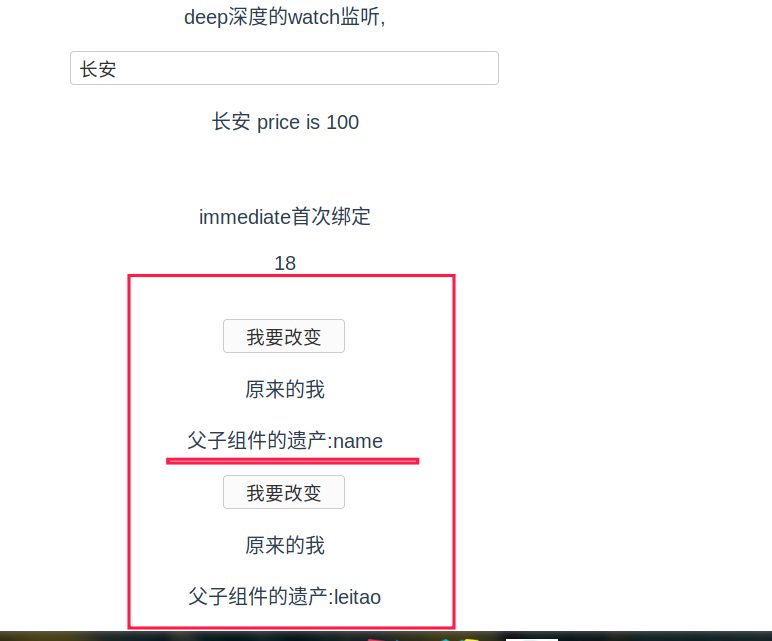 deep深度的watch监听,
长安
长安 price is 100
immediate首次绑定
18
我要改变
原来的我
父子组件的遗产:name
我要改变
原来的我
父子组件的遗产:leitao